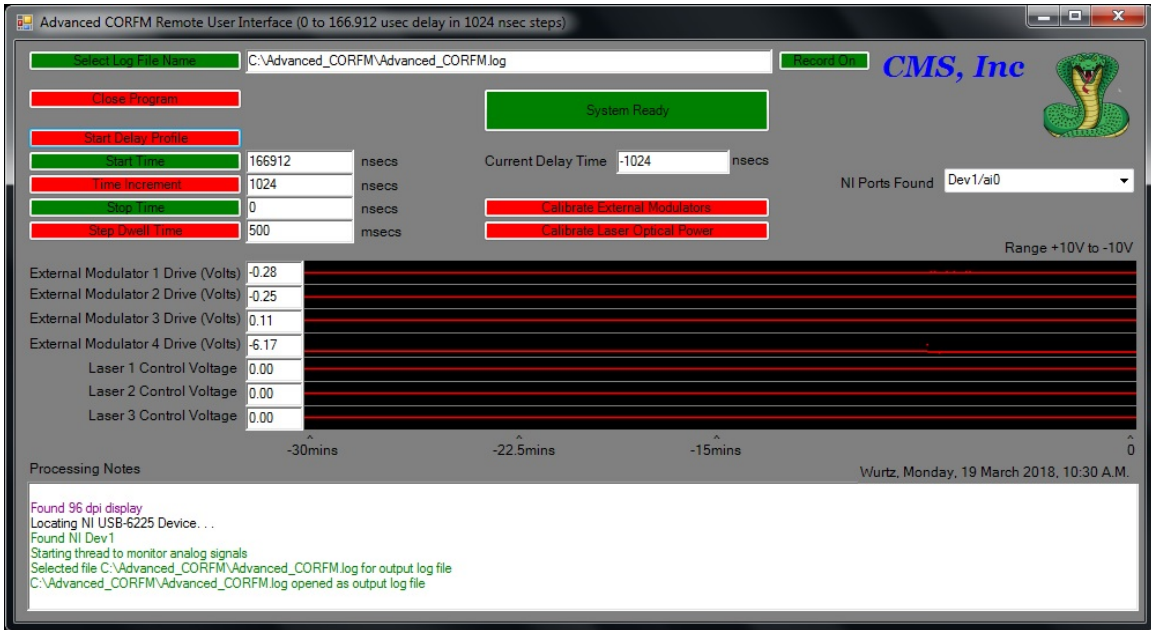 Advanced CORFM Remote User Interface (0 to 166.912 usec delay in 1024 nsec steps)
Select Log File Name C:\Advanced_CORFM\Advanced_CORFM.log Record On CMS, Inc
Close Program
System Ready
Start Delay Profile
Start Time 166912 nsecs Current Delay Time -1024 nsecs
NI Ports Found Dev1/ai0
Time Increment 1024 nsecs
Stop Time 0 nsecs Calibrate External Modulators
Step Dwell Time 500 msecs Calibrate Laser Optical Power
Range +10V to -10V
External Modulator 1 Drive (Volts) -0.28
External Modulator 2 Drive (Volts) -0.25
External Modulator 3 Drive (Volts) 0.11
External Modulator 4 Drive (Volts) -6.17
Laser 1 Control Voltage 0.00
Laser 2 Control Voltage 0.00
Laser 3 Control Voltage 0.00
^ ^ ^ ^
-30mins -22.5mins -15mins 0
Processing Notes Wurtz, Monday, 19 March 2018, 10:30 A.M.
Found 96 dpi display
Locating NI USB-6225 Device. . .
Found NI Dev1
Starting thread to monitor analog signals
Selected file C:\Advanced_CORFM\Advanced_CORFM.log for output log file
C:\Advanced_CORFM\Advanced_CORFM.log opened as output log file